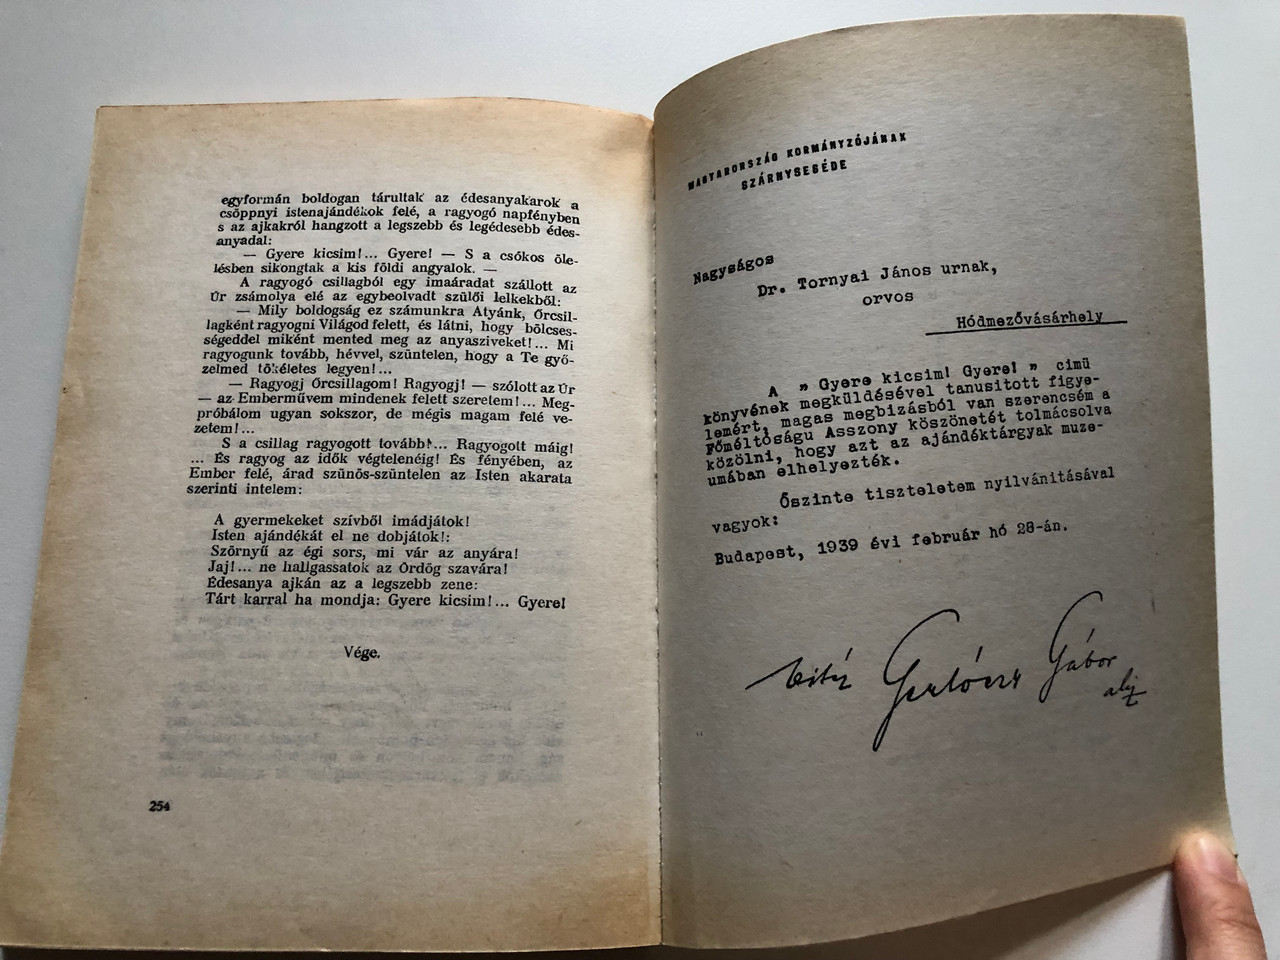 egyformán boldogan tárultak az édesanyakarok a
csöppnyi istenajándékok felé, a ragyogó napfényben
s az ajkakról hangzott a legszebb és legédesebb édes-
anyadal:
— Gyere kicsim!... Gyere! — S a csókos öle-
lésben sikongtak a kis földi angyalok. —
A ragyogó csillagból egy imaáradat szállott az
Úr zsámolya elé az egybeolvadt szülői lelkekből:
— Mily boldogság ez számunkra Atyánk, Őrcsil-
lagként ragyogni Világod felett, és látni, hogy bölcses-
ségeddel miként mented meg az anyasziveket!... Mi
ragyogunk tovább, hévvel, szüntelen, hogy a Te győ-
zelmed tökéletes legyen!...
— Ragyogj Őrcsillagom! Ragyogj! — szólott az Úr
— az Emberművem mindenek felett szeretem!... Meg-
próbálom ugyan sokszor, de mégis magam felé ve-
zetem!...
S a csillag ragyogott tovább!... Ragyogott máig!
... És ragyog az idők végtelenéig! És fényében, az
Ember felé, árad szünös-szüntelen az Isten akarata
szerinti intelem:
A gyermekeket szívből imádjátok!
Isten ajándékát el ne dobjátok!:
Szörnyű az égi sors, mi vár az anyára!
Jaj!... ne hallgassatok az Ördög szavára!
Édesanya ajkán az a legszebb zene:
Tárt karral ha mondja: Gyere kicsim!... Gyere!
Vége.
254
MAGYARORSZÁG KORMÁNYZÓJÁNAK
SZÁRNYSEGÉDE
Nagyságos
Dr. Tornyai János urnak,
orvos
Hódmezővásárhely
A „ Gyere kicsim! Gyere! " cimü
könyvének megküldésével tanusitott figye-
lemért, magas megbizásból van szerencsém a
Főméltóságu Asszony köszönetét tolmácsolva
közölni, hogy azt az ajándéktárgyak muze-
umában elhelyezték.
Őszinte tiszteletem nyilvánitásával
vagyok:
Budapest, 1939 évi február hó 28-án.
vitéz Gerlóczy Gábor